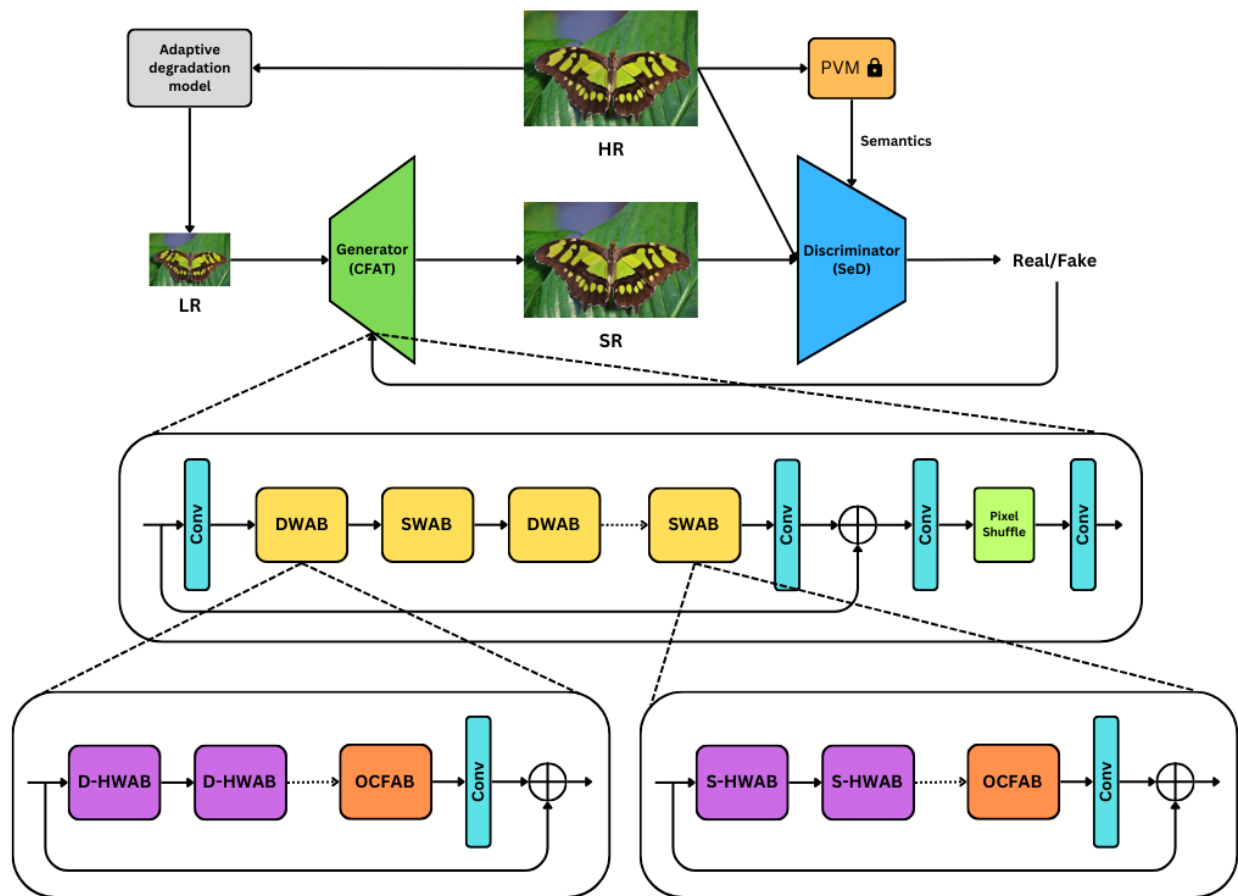 Adaptive
degradation
model
HR
PVM
Semantics
LR
Generator
(CFAT)
SR
Discriminator
(SeD)
Real/Fake
Conv
DWAB
SWAB
DWAB
SWAB
Conv
Conv
Pixel
Shuffle
Conv
D-HWAB
D-HWAB
OCFAB
Conv
S-HWAB
S-HWAB
OCFAB
Conv